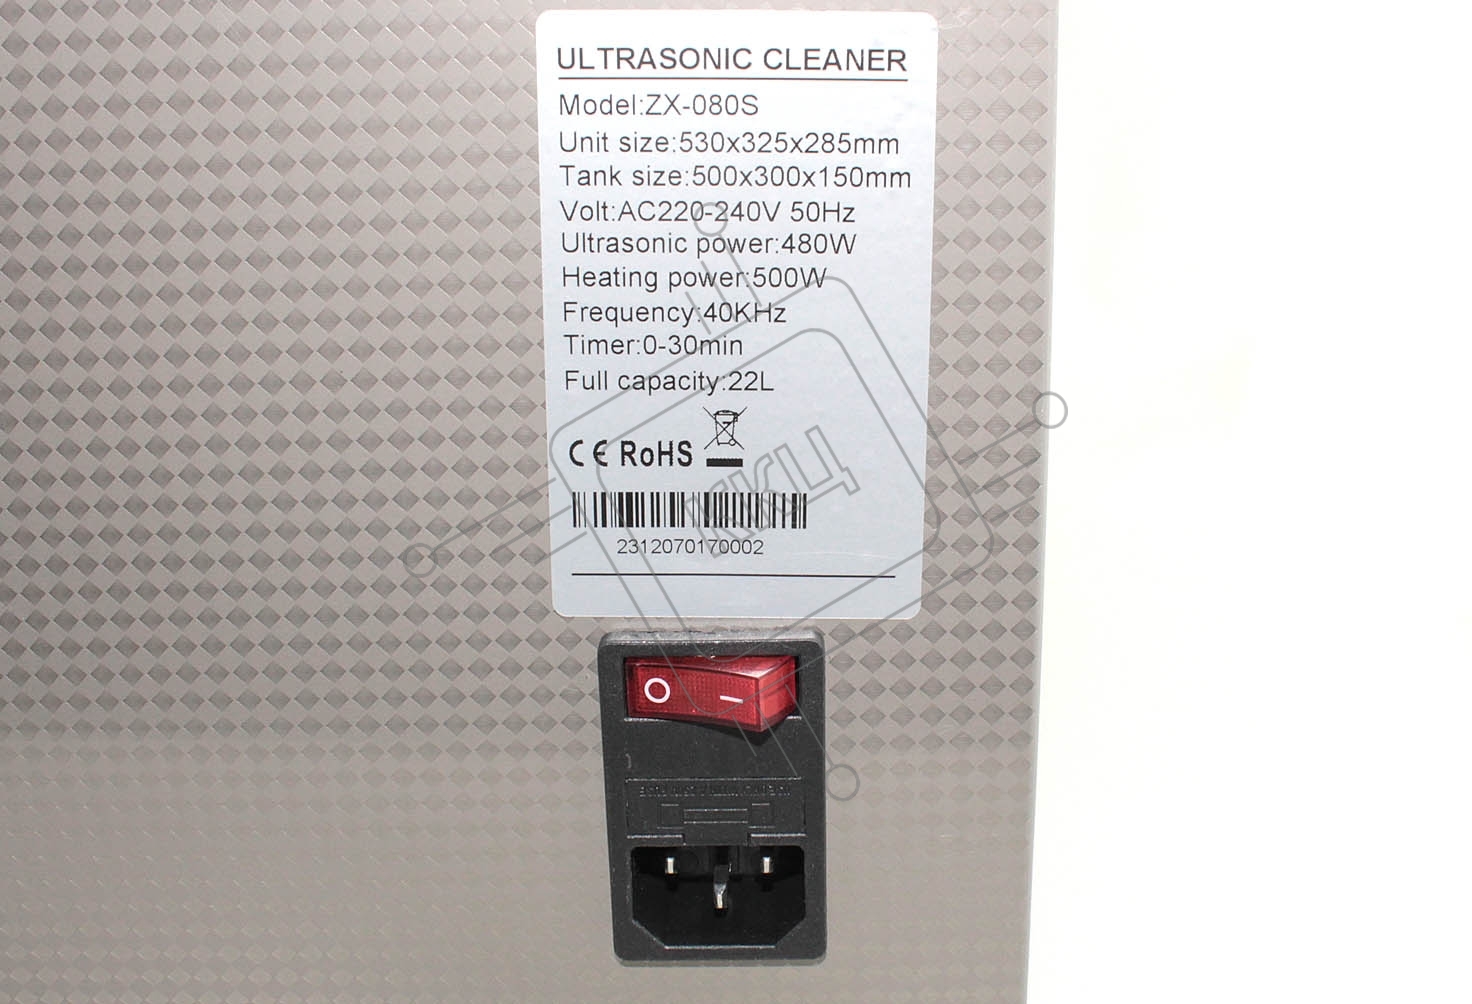 ULTRASONIC CLEANER
Model:ZX-080S
Unit size:530x325x285mm
Tank size:500x300x150mm
Volt:AC220-240V 50Hz
Ultrasonic power:480W
Heating power:500W
Frequency:40KHz
Timer:0-30min
Full capacity:22L
CE RoHS
ККЦ
2312070170002